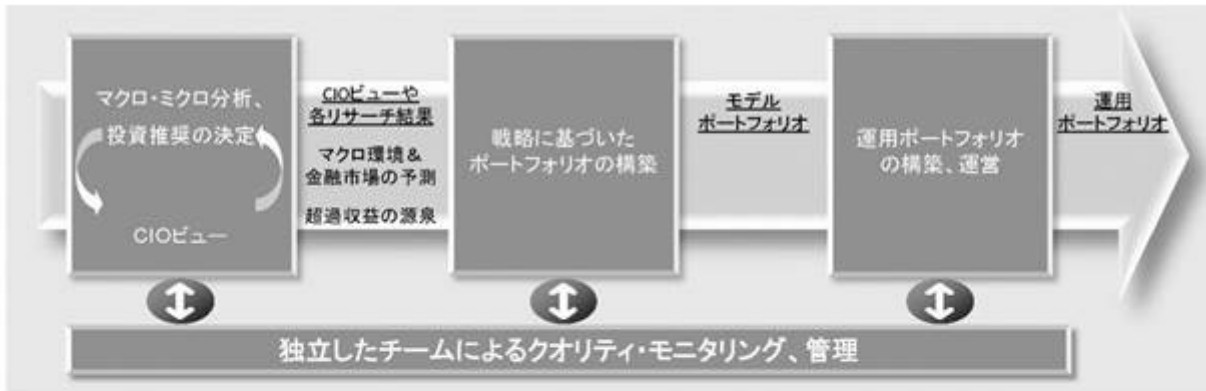 マクロ・ミクロ分析、
投資推奨の決定
CIOビュー
CIOビューや
各リサーチ結果
マクロ環境＆
金融市場の予測
超過収益の源泉
戦略に基づいた
ポートフォリオの構築
モデル
ポートフォリオ
運用ポートフォリオ
の構築、運営
運用
ポートフォリオ
独立したチームによるクオリティ・モニタリング、管理